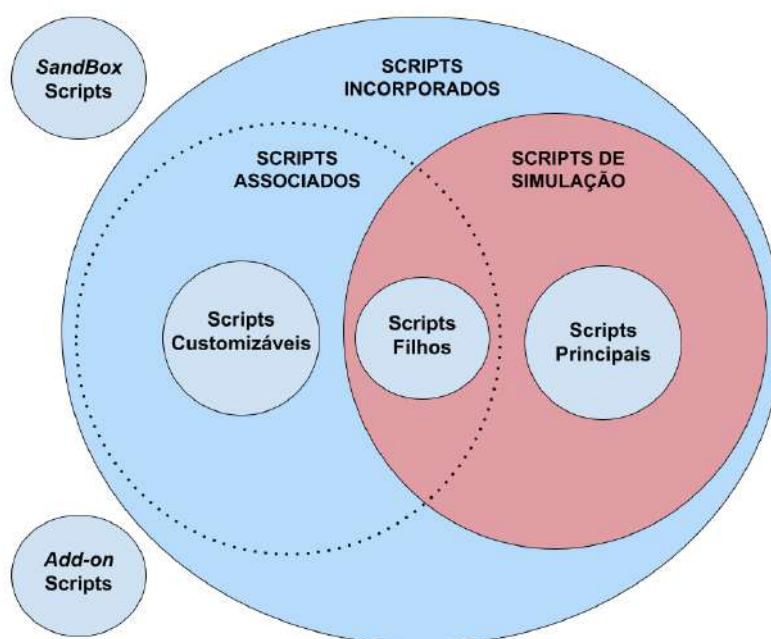 SandBox
Scripts
SCRIPTS
INCORPORADOS
SCRIPTS
ASSOCIADOS
SCRIPTS DE
SIMULAÇÃO
Scripts
Customizáveis
Scripts
Filhos
Scripts
Principais
Add-on
Scripts